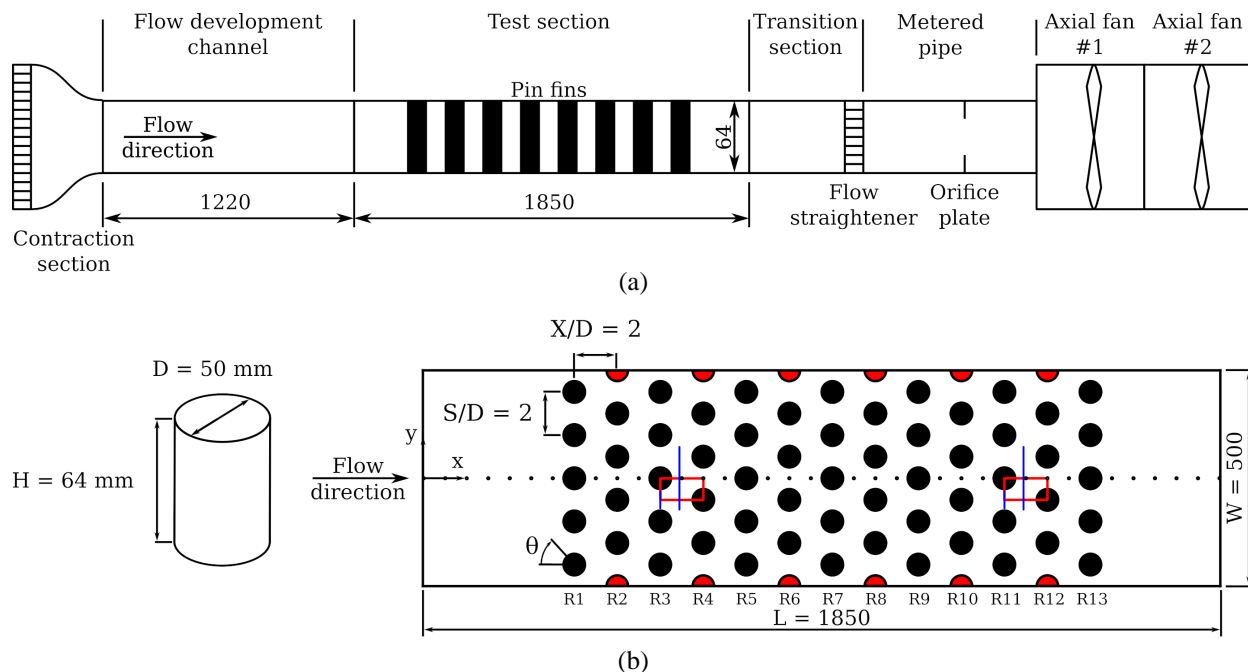 Flow development
channel
Test section
Transition
section
Metered
pipe
Axial fan
#1
Axial fan
#2
Pin fins
Flow
direction
64
1220
1850
Flow
straightener
Orifice
plate
Contraction
section
(a)
X/D = 2
D = 50 mm
S/D = 2
y
H = 64 mm
Flow
direction
x
W = 500
θ
R1 R2 R3 R4 R5 R6 R7 R8 R9 R10 R11 R12 R13
L = 1850
(b)